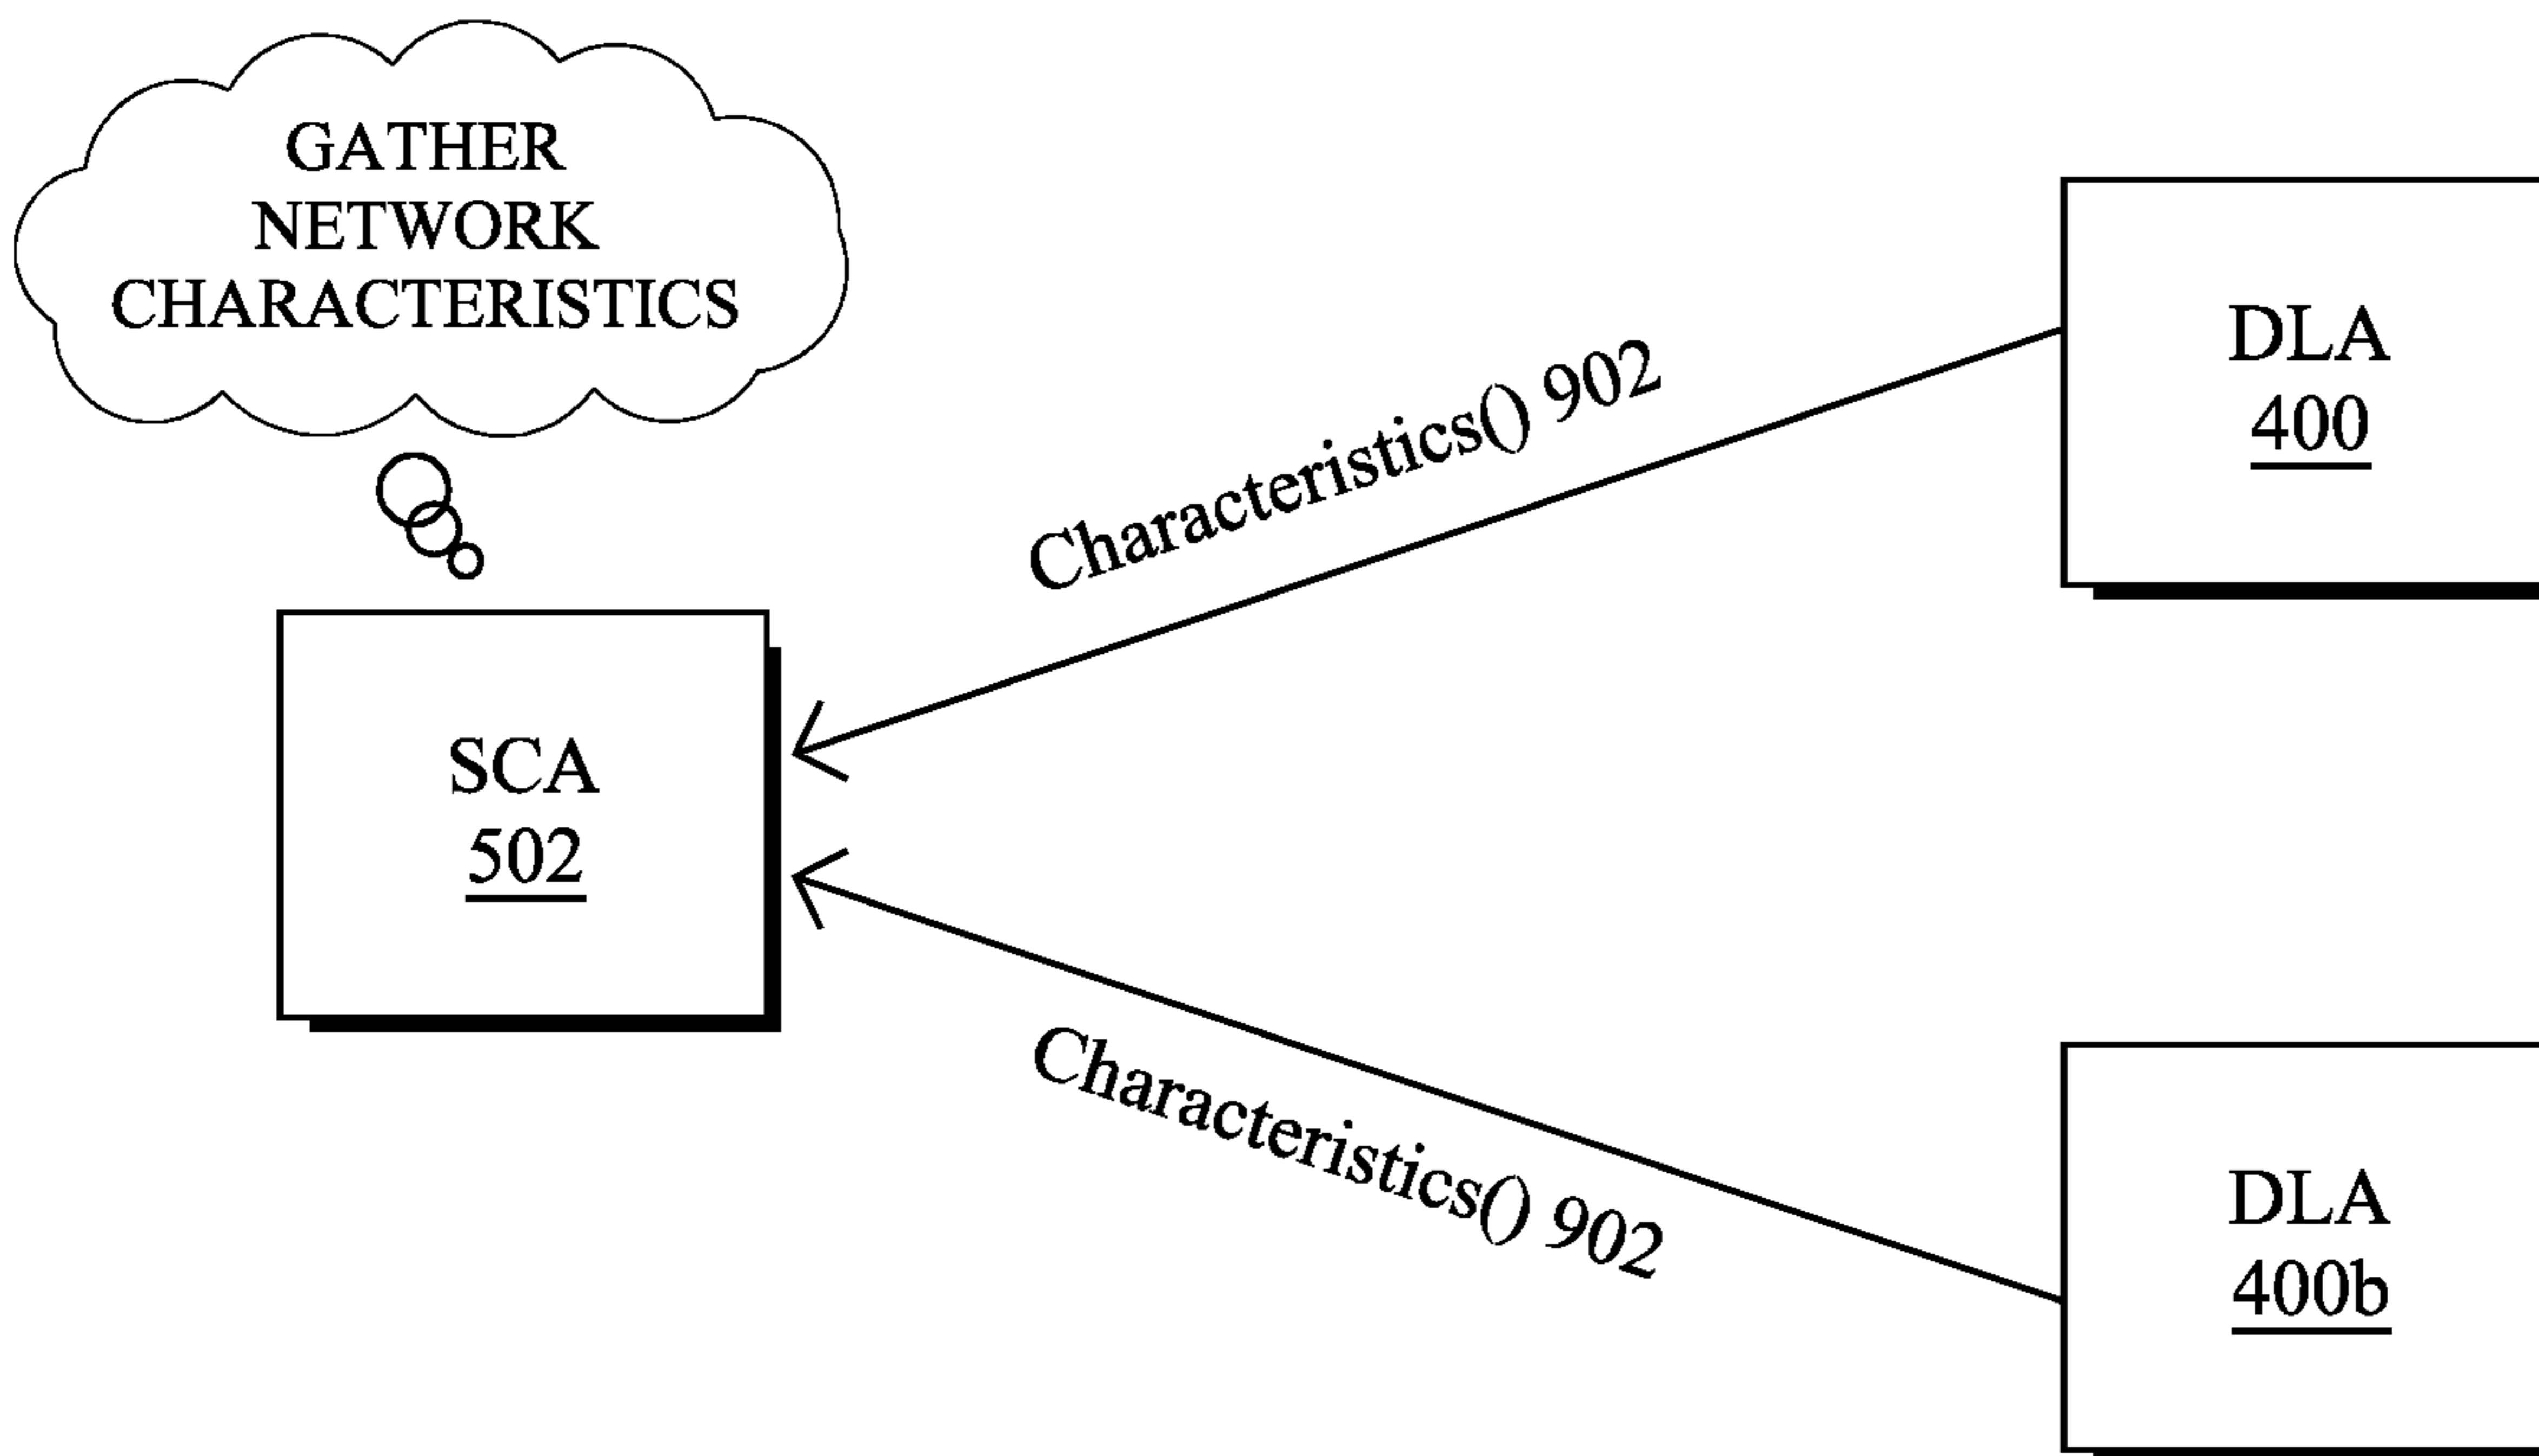 GATHER
NETWORK
CHARACTERISTICS
DLA
400
Characteristics() 902
SCA
502
Characteristics() 902
DLA
400b